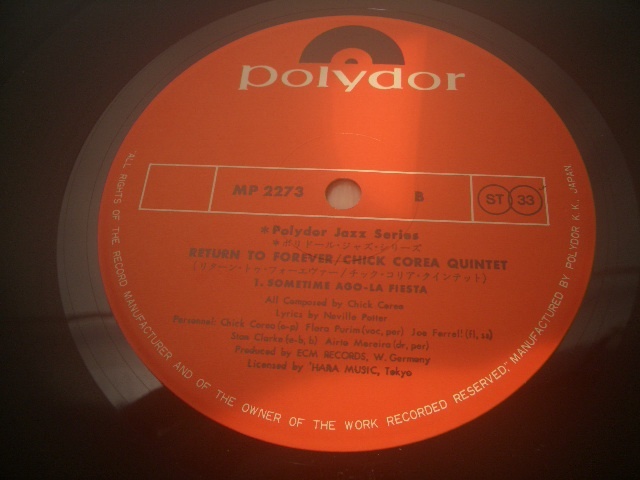 polydor
MP 2273 B ST 33
*Polydor Jazz Series
*ポリドール・ジャズ・シリーズ
RETURN TO FOREVER/CHICK COREA QUINTET
(リターン・トゥ・フォーエヴァー/チック・コリア・クインテット)
1. SOMETIME AGO-LA FIESTA
All Composed by Chick Corea
Lyrics by Neville Potter
Personnel: Chick Corea (e-p) Flora Purim (voc, per) Joe Farrell (fl, ss)
Stan Clarke (e-b, b) Airto Moreira (dr, per)
Produced by ECM RECORDS, W. Germany
Licensed by HARA MUSIC, Tokyo
ALL RIGHTS OF THE RECORD MANUFACTURER AND OF THE OWNER OF THE WORK RECORDED RESERVED. MANUFACTURED BY POLYDOR K.K., JAPAN